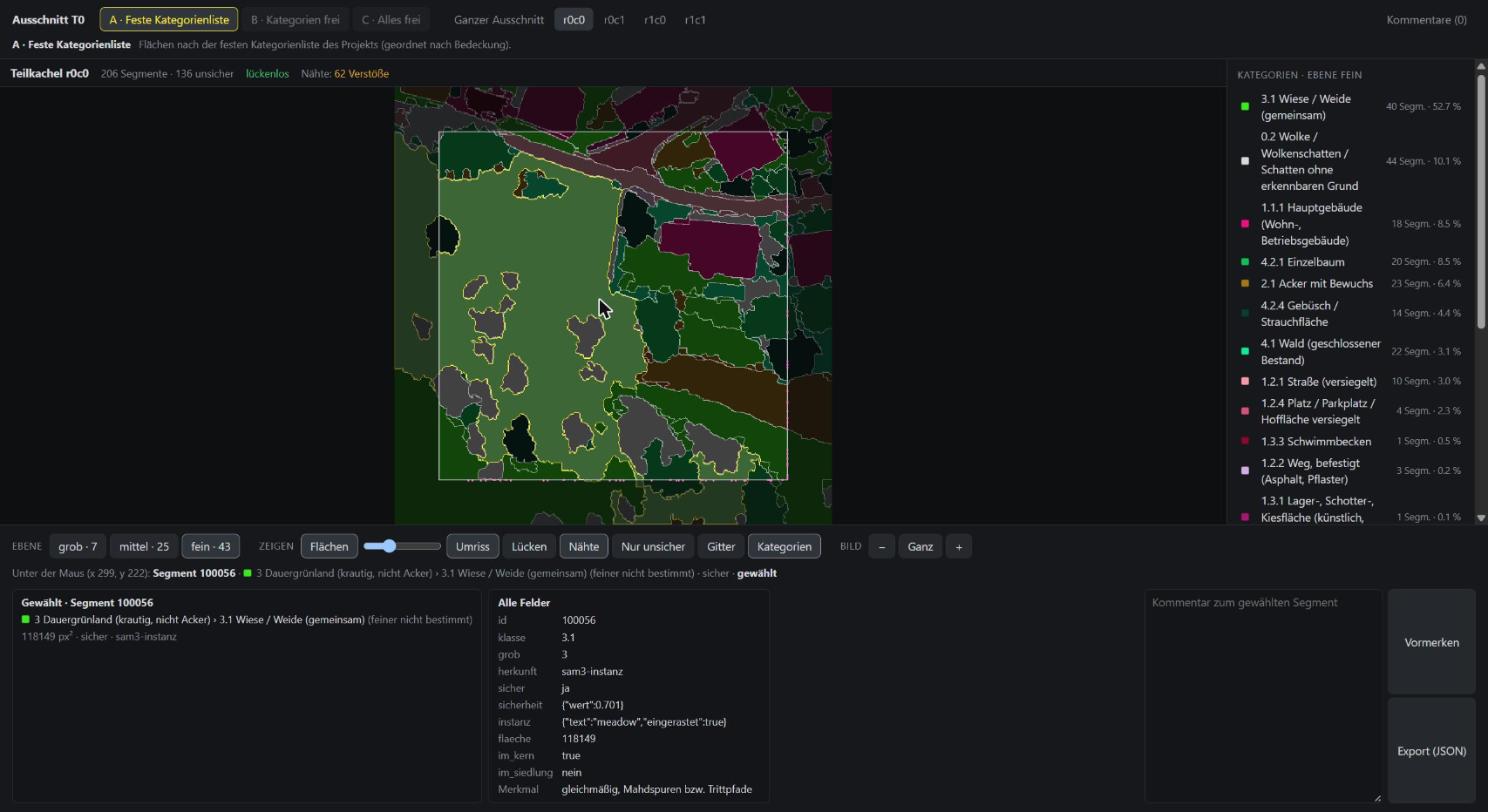 Ausschnitt T0 A · Feste Kategorienliste B · Kategorien frei C · Alles frei Ganzer Ausschnitt r0c0 r0c1 r1c0 r1c1 Kommentare (0)
A · Feste Kategorienliste Flächen nach der festen Kategorienliste des Projekts (geordnet nach Bedeckung).
Teilkachel r0c0 206 Segmente · 136 unsicher lückenlos Nähte: 62 Verstöße
KATEGORIEN · EBENE FEIN
3.1 Wiese / Weide
(gemeinsam)
40 Segm. · 52.7 %
0.2 Wolke /
Wolkenschatten /
Schatten ohne
erkennbaren Grund
44 Segm. · 10.1 %
1.1.1 Hauptgebäude
(Wohn-,
Betriebsgebäude)
18 Segm. · 8.5 %
4.2.1 Einzelbaum 20 Segm. · 8.5 %
2.1 Acker mit Bewuchs 23 Segm. · 6.4 %
4.2.4 Gebüsch /
Strauchfläche
14 Segm. · 4.4 %
4.1 Wald (geschlossener
Bestand)
22 Segm. · 3.1 %
1.2.1 Straße (versiegelt) 10 Segm. · 3.0 %
1.2.4 Platz / Parkplatz /
Hoffläche versiegelt
4 Segm. · 2.3 %
1.3.3 Schwimmbecken 1 Segm. · 0.5 %
1.2.2 Weg, befestigt
(Asphalt, Pflaster)
3 Segm. · 0.2 %
1.3.1 Lager-, Schotter-,
Kiesfläche (künstlich,
1 Segm. · 0.1 %
EBENE grob · 7 mittel · 25 fein · 43 ZEIGEN Flächen Umriss Lücken Nähte Nur unsicher Gitter Kategorien BILD – Ganz +
Unter der Maus (x 299, y 222): Segment 100056 · 3 Dauergrünland (krautig, nicht Acker) › 3.1 Wiese / Weide (gemeinsam) (feiner nicht bestimmt) · sicher · gewählt
Gewählt · Segment 100056
3 Dauergrünland (krautig, nicht Acker) › 3.1 Wiese / Weide (gemeinsam) (feiner nicht bestimmt)
118149 px² · sicher · sam3-instanz
Alle Felder
id 100056
klasse 3.1
grob 3
herkunft sam3-instanz
sicher ja
sicherheit {"wert":0.701}
instanz {"text":"meadow","eingerastet":true}
flaeche 118149
im_kern true
im_siedlung nein
Merkmal gleichmäßig, Mahdspuren bzw. Trittpfade
Kommentar zum gewählten Segment
Vormerken
Export (JSON)